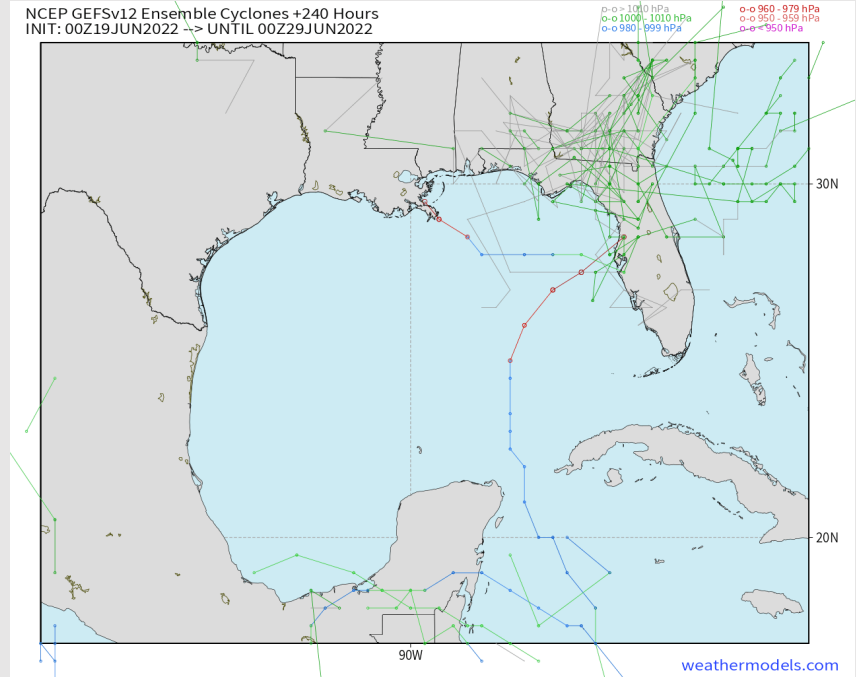 NCEP GEFSv12 Ensemble Cyclones +240 Hours
INIT: 00Z19JUN2022 --> UNTIL 00Z29JUN2022
o-o > 1010 hPa
o-o 1000 - 1010 hPa
o-o 980 - 999 hPa
o-o 960 - 979 hPa
o-o 950 - 959 hPa
o-o < 950 hPa
30N
20N
90W
weathermodels.com